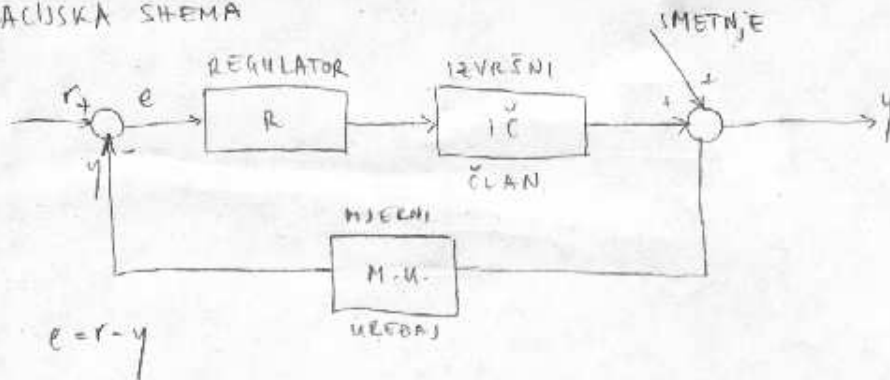 ACIJSKA SHEMA
SMETNJE
REGULATOR
IZVRŠNI
r + e
R
IČ
+ +
y
ČLAN
y -
MJERNI
M.U.
UREĐAJ
e = r - y